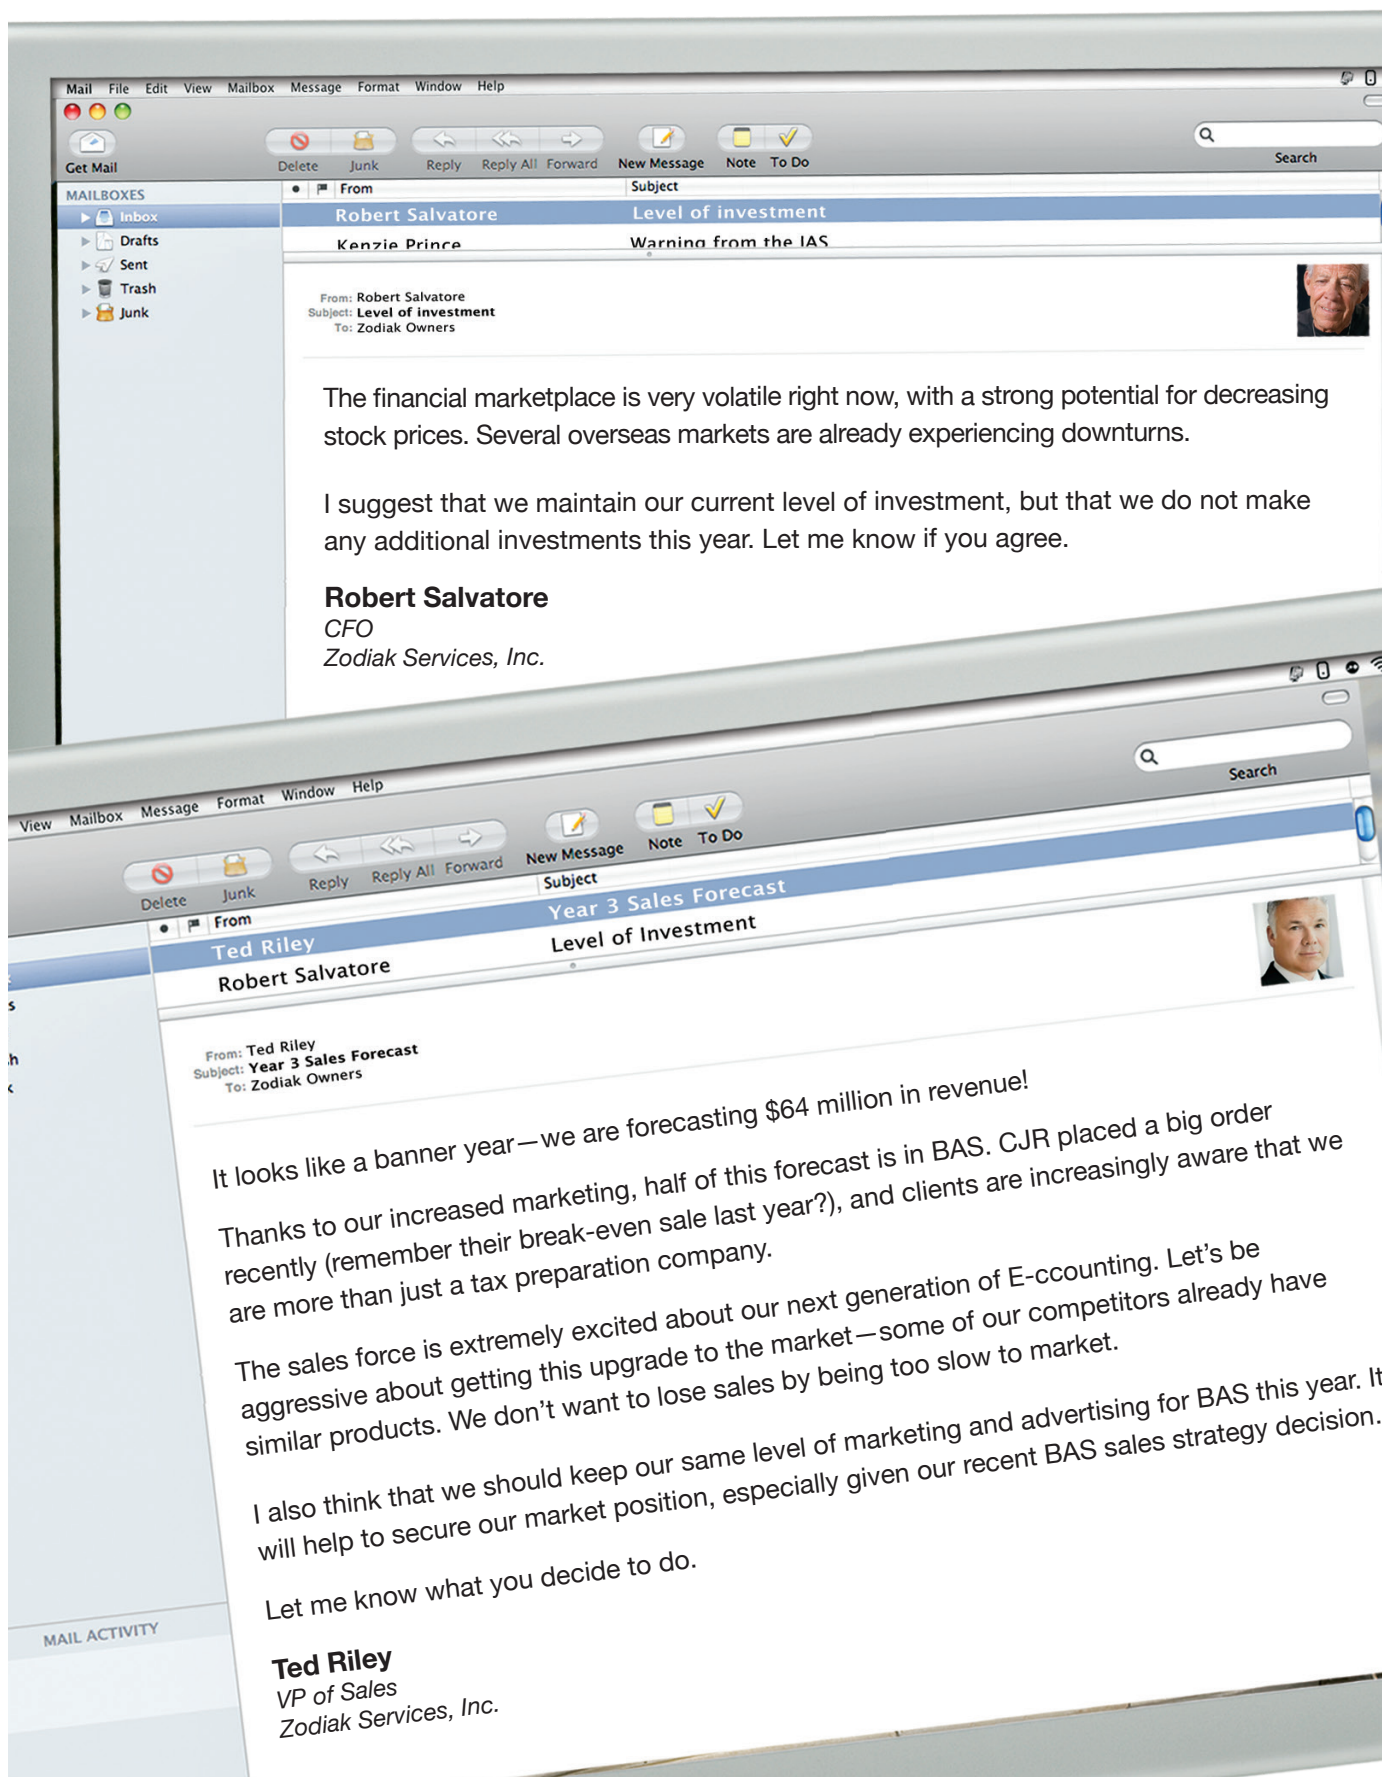 Mail File Edit View Mailbox Message Format Window Help
Get Mail
Delete Junk Reply Reply All Forward New Message Note To Do
Search
MAILBOXES
Inbox
Drafts
Sent
Trash
Junk
From Subject
Robert Salvatore Level of investment
Kenzie Prince Warning from the IAS
From: Robert Salvatore
Subject: Level of investment
To: Zodiak Owners
The financial marketplace is very volatile right now, with a strong potential for decreasing
stock prices. Several overseas markets are already experiencing downturns.
I suggest that we maintain our current level of investment, but that we do not make
any additional investments this year. Let me know if you agree.
Robert Salvatore
CFO
Zodiak Services, Inc.
View Mailbox Message Format Window Help
Search
Delete Junk Reply Reply All Forward New Message Note To Do
From Subject
Ted Riley Year 3 Sales Forecast
Robert Salvatore Level of Investment
From: Ted Riley
Subject: Year 3 Sales Forecast
To: Zodiak Owners
It looks like a banner year—we are forecasting $64 million in revenue!
Thanks to our increased marketing, half of this forecast is in BAS. CJR placed a big order
recently (remember their break-even sale last year?), and clients are increasingly aware that we
are more than just a tax preparation company.
The sales force is extremely excited about our next generation of E-ccounting. Let's be
aggressive about getting this upgrade to the market—some of our competitors already have
similar products. We don't want to lose sales by being too slow to market.
I also think that we should keep our same level of marketing and advertising for BAS this year. It
will help to secure our market position, especially given our recent BAS sales strategy decision.
Let me know what you decide to do.
Ted Riley
VP of Sales
Zodiak Services, Inc.
MAIL ACTIVITY